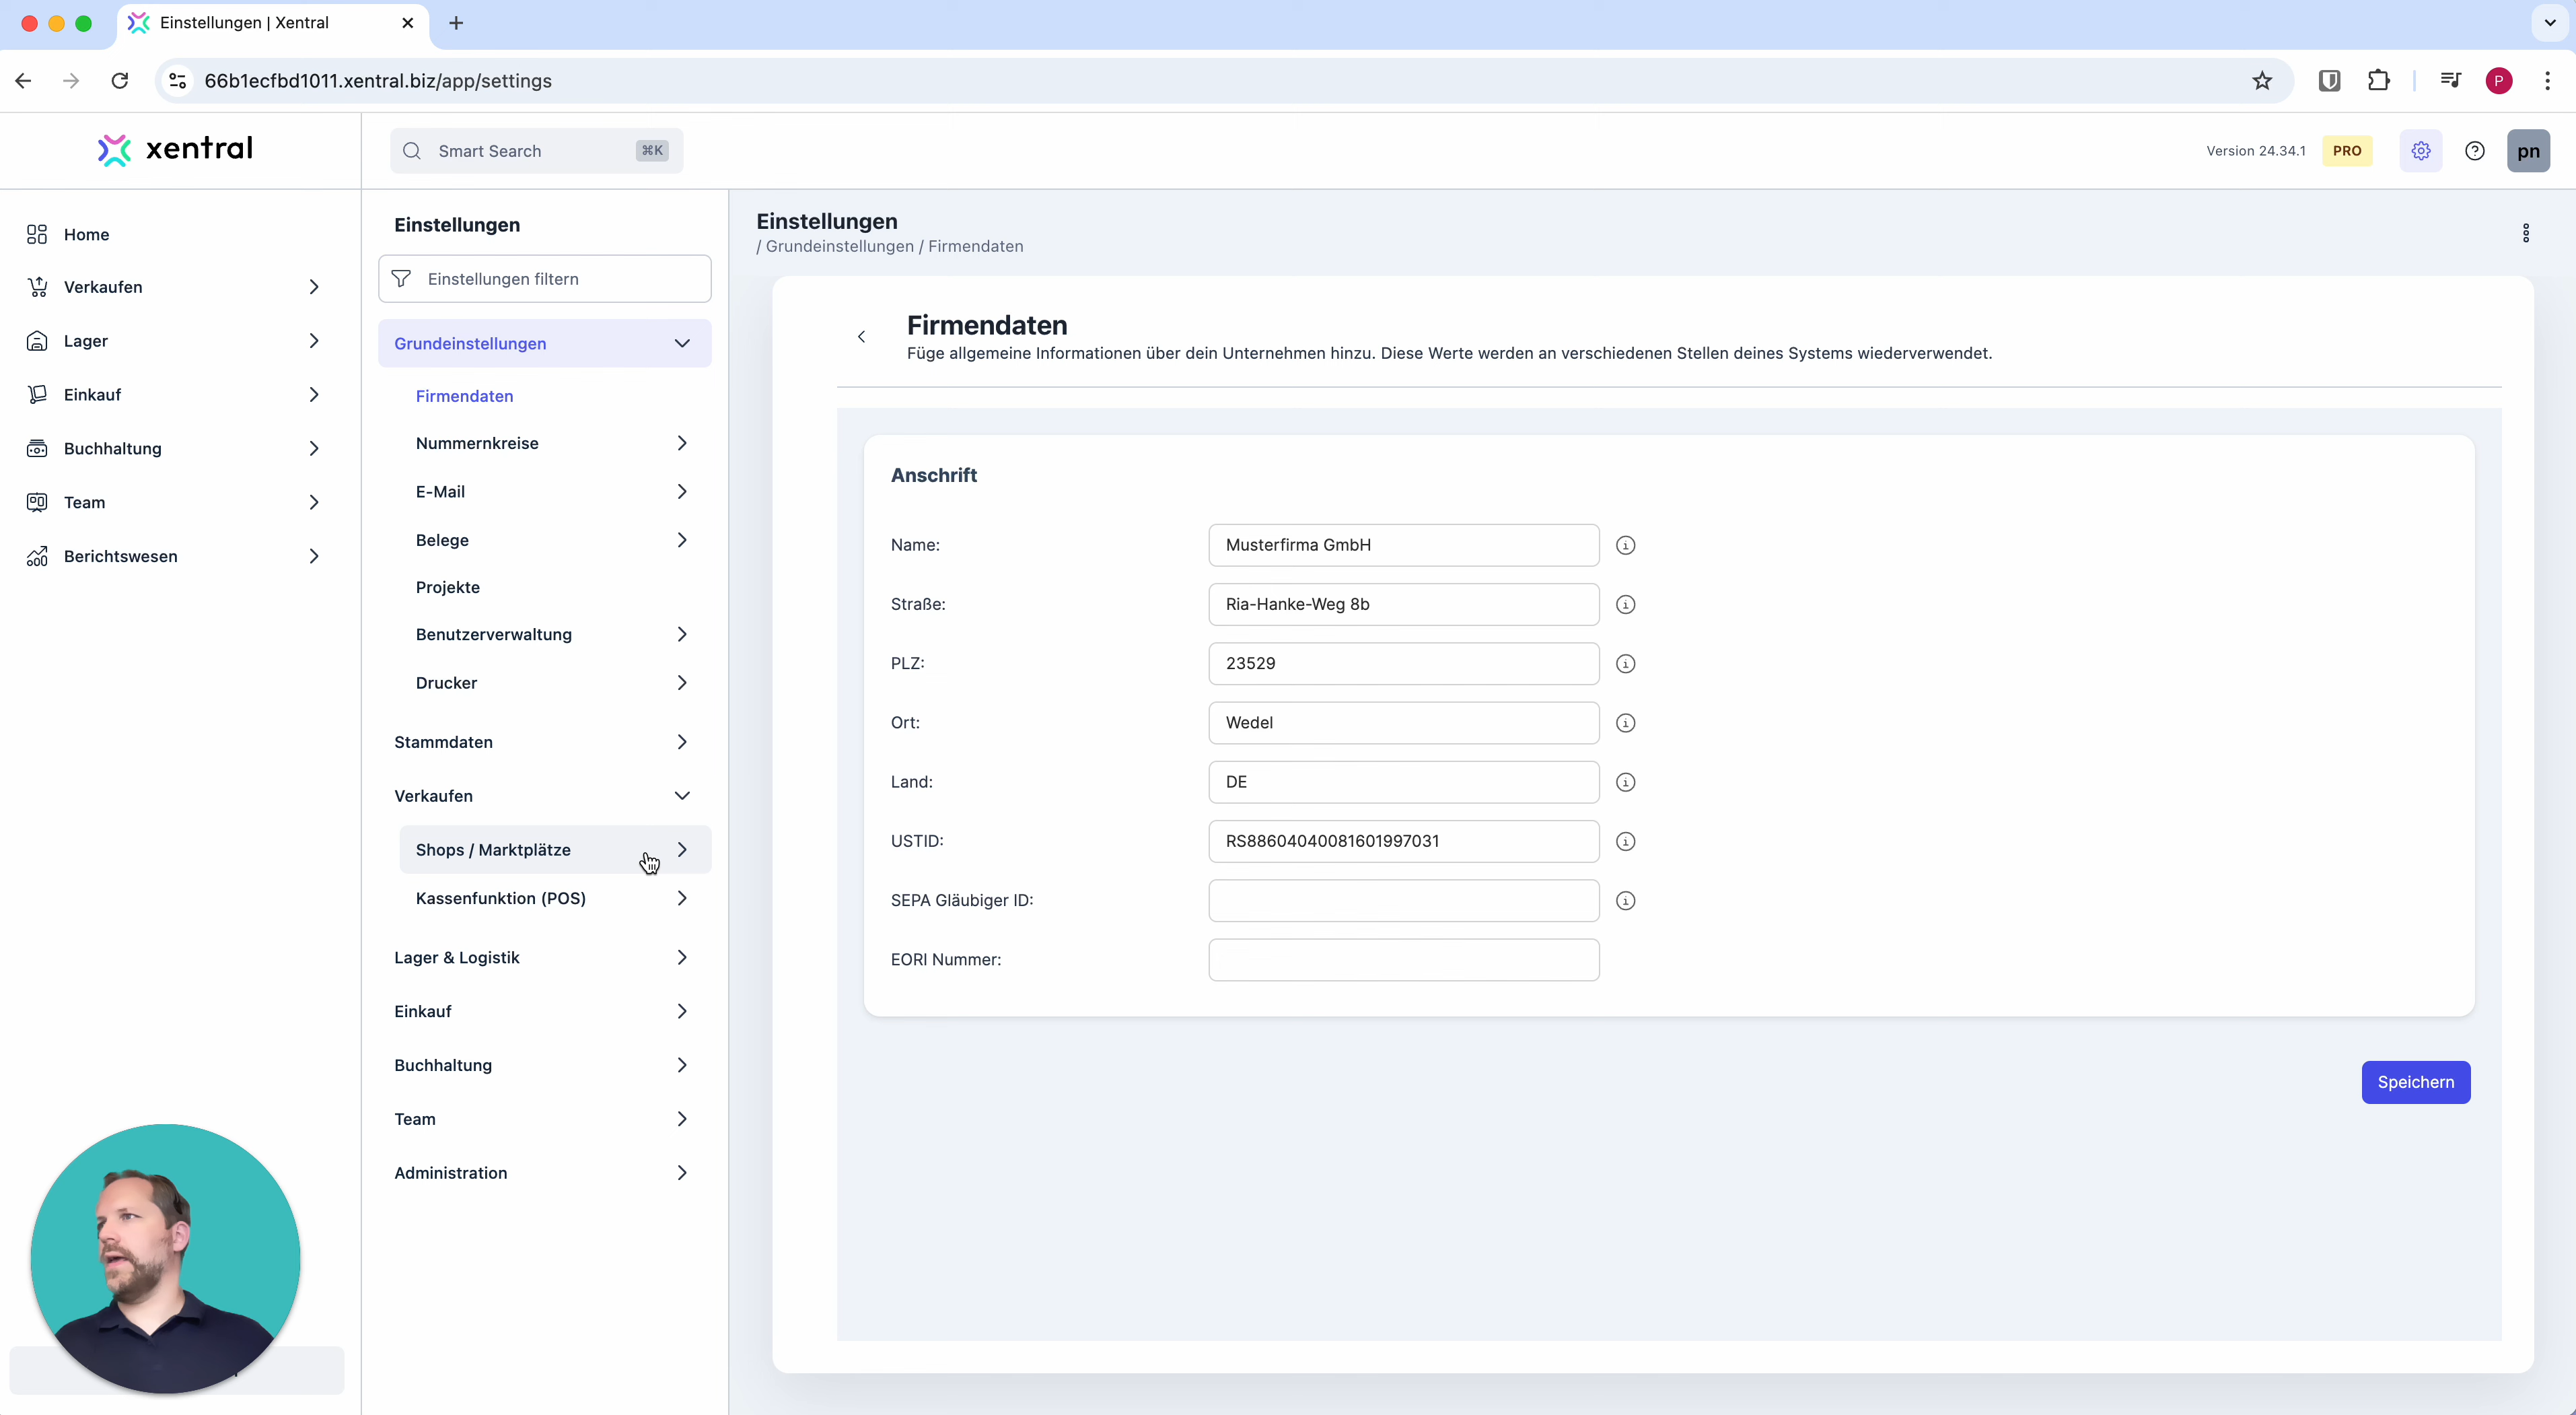 Einstellungen | Xentral
66b1ecfbd1011.xentral.biz/app/settings
P
xentral
Smart Search
⌘K
Version 24.34.1
PRO
pn
Home
Verkaufen
Lager
Einkauf
Buchhaltung
Team
Berichtswesen
Einstellungen
Einstellungen filtern
Grundeinstellungen
Firmendaten
Nummernkreise
E-Mail
Belege
Projekte
Benutzerverwaltung
Drucker
Stammdaten
Verkaufen
Shops / Marktplätze
Kassenfunktion (POS)
Lager & Logistik
Einkauf
Buchhaltung
Team
Administration
Einstellungen
/ Grundeinstellungen / Firmendaten
Firmendaten
Füge allgemeine Informationen über dein Unternehmen hinzu. Diese Werte werden an verschiedenen Stellen deines Systems wiederverwendet.
Anschrift
Name: Musterfirma GmbH
Straße: Ria-Hanke-Weg 8b
PLZ: 23529
Ort: Wedel
Land: DE
USTID: RS88604040081601997031
SEPA Gläubiger ID:
EORI Nummer:
Speichern